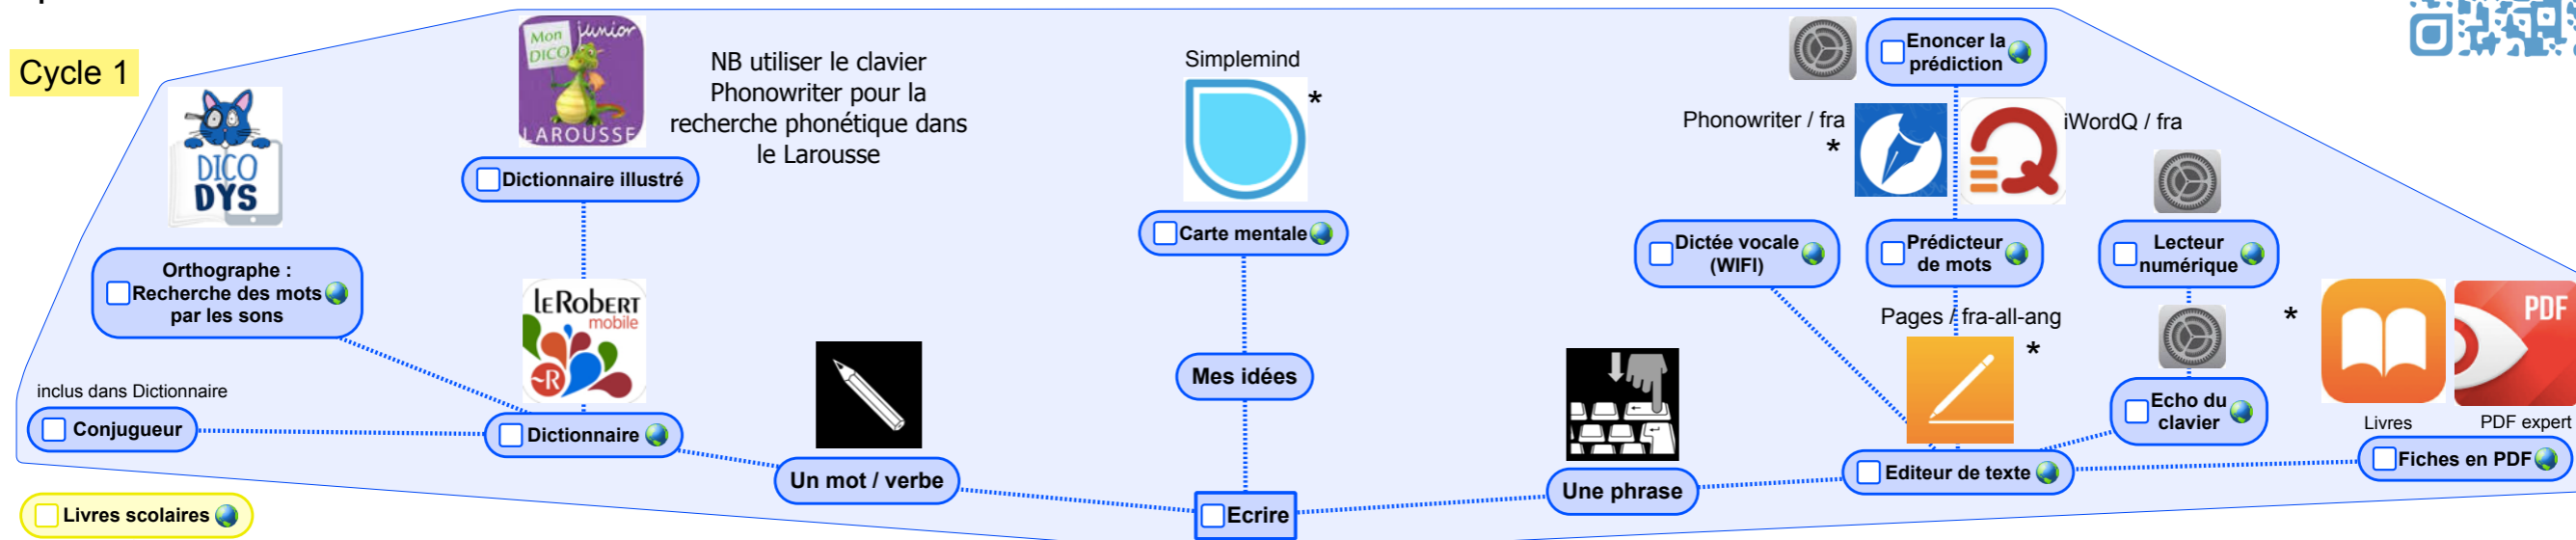 Cycle 1
DICO
DYS
Mon
DICO
junior
LAROUSSE
NB utiliser le clavier
Phonowriter pour la
recherche phonétique dans
le Larousse
Dictionnaire illustré
Orthographe :
Recherche des mots
par les sons
LE ROBERT
mobile
~R
inclus dans Dictionnaire
Conjugueur
Dictionnaire
Un mot / verbe
Livres scolaires
Simplemind
*
Carte mentale
Mes idées
Ecrire
Enoncer la
prédiction
Phonowriter / fra
*
iWordQ / fra
Dictée vocale
(WIFI)
Prédicteur
de mots
Lecteur
numérique
Pages / fra-all-ang
*
Echo du
clavier
*
PDF
Livres
PDF expert
Une phrase
Editeur de texte
Fiches en PDF